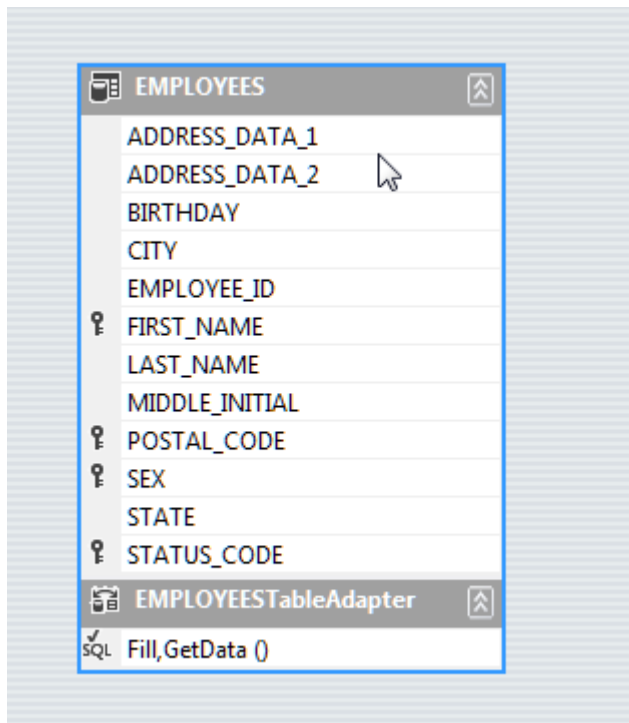 EMPLOYEES
ADDRESS_DATA_1
ADDRESS_DATA_2
BIRTHDAY
CITY
EMPLOYEE_ID
FIRST_NAME
LAST_NAME
MIDDLE_INITIAL
POSTAL_CODE
SEX
STATE
STATUS_CODE
EMPLOYEESTableAdapter
SQL Fill,GetData ()